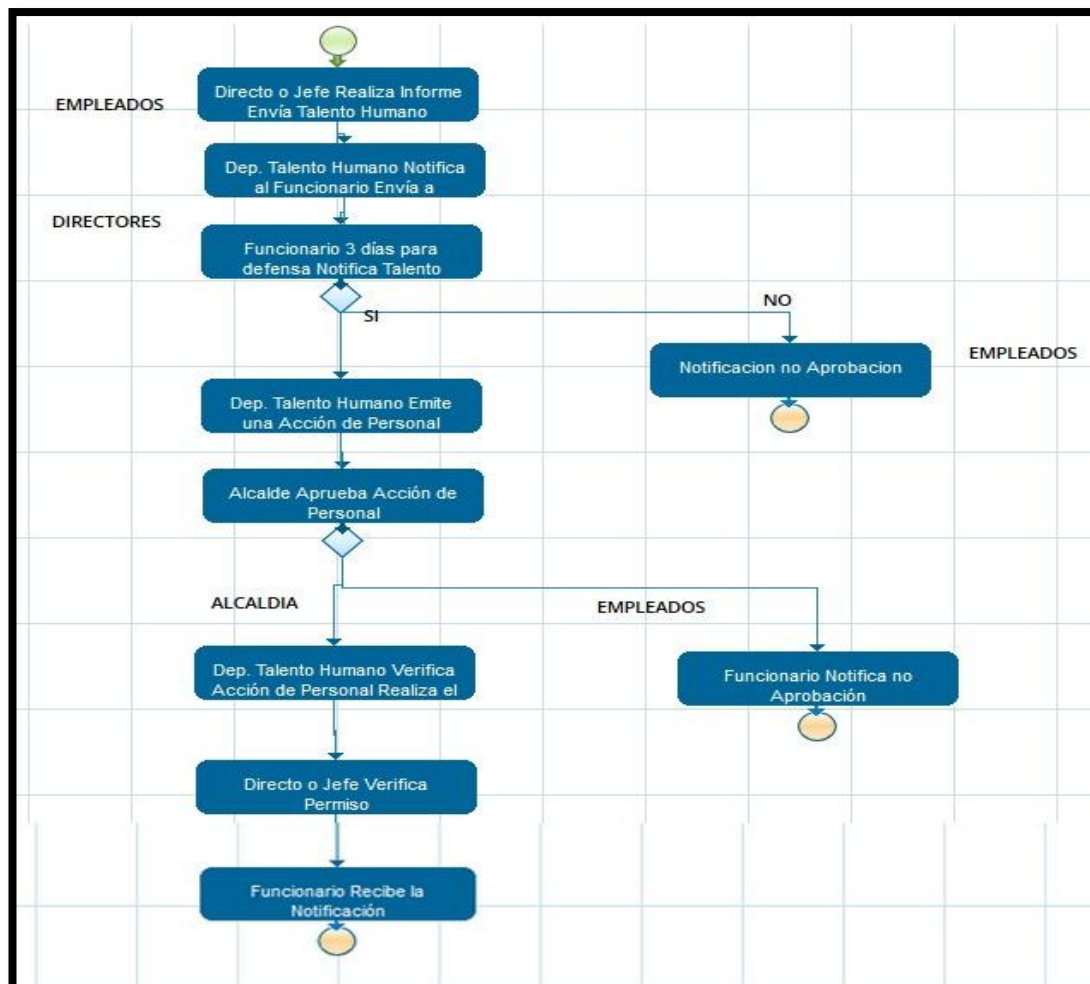 EMPLEADOS
Directo o Jefe Realiza Informe
Envía Talento Humano
Dep. Talento Humano Notifica
al Funcionario Envía a
DIRECTORES
Funcionario 3 días para
defensa Notifica Talento
SI
NO
Notificacion no Aprobacion
EMPLEADOS
Dep. Talento Humano Emite
una Acción de Personal
Alcalde Aprueba Acción de
Personal
ALCALDIA
EMPLEADOS
Dep. Talento Humano Verifica
Acción de Personal Realiza el
Funcionario Notifica no
Aprobación
Directo o Jefe Verifica
Permiso
Funcionario Recibe la
Notificación